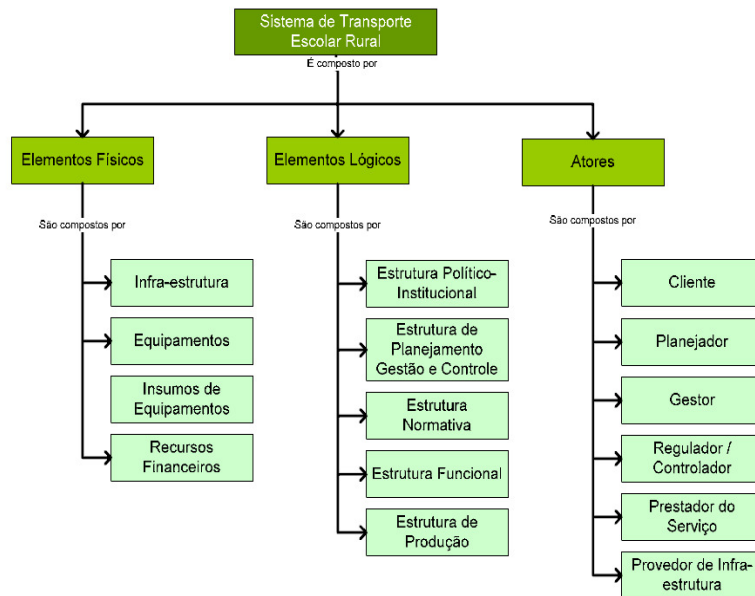 Sistema de Transporte
Escolar Rural
É composto por
Elementos Físicos
Elementos Lógicos
Atores
São compostos por
São compostos por
São compostos por
Infra-estrutura
Equipamentos
Insumos de
Equipamentos
Recursos
Financeiros
Estrutura Político-
Institucional
Estrutura de
Planejamento
Gestão e Controle
Estrutura
Normativa
Estrutura Funcional
Estrutura de
Produção
Cliente
Planejador
Gestor
Regulador /
Controlador
Prestador do
Serviço
Provedor de Infra-
estrutura